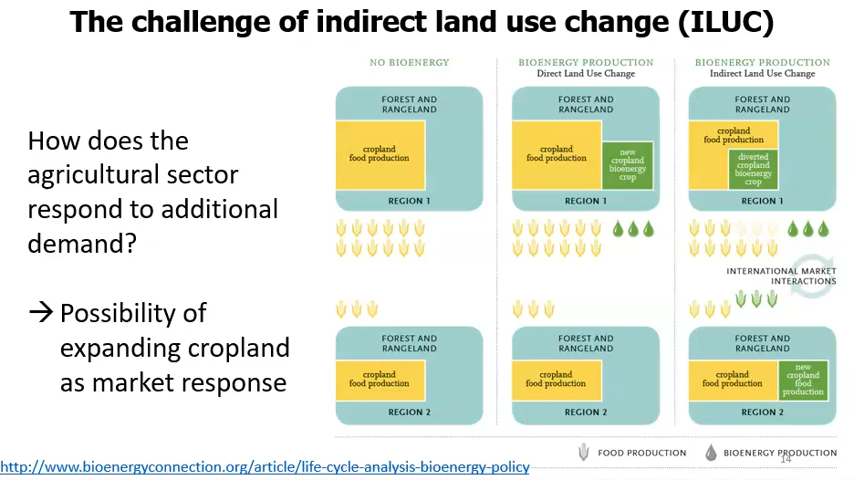 The challenge of indirect land use change (ILUC)
How does the
agricultural sector
respond to additional
demand?
→ Possibility of
expanding cropland
as market response
NO BIOENERGY
FOREST AND
RANGELAND
cropland
food production
REGION 1
FOREST AND
RANGELAND
cropland
food production
REGION 2
BIOENERGY PRODUCTION
Direct Land Use Change
FOREST AND
RANGELAND
cropland
food production
new
cropland
bioenergy
crop
REGION 1
FOREST AND
RANGELAND
cropland
food production
REGION 2
BIOENERGY PRODUCTION
Indirect Land Use Change
FOREST AND
RANGELAND
cropland
food production
diverted
cropland
bioenergy
crop
REGION 1
INTERNATIONAL MARKET
INTERACTIONS
FOREST AND
RANGELAND
cropland
food production
new
cropland
food
production
REGION 2
FOOD PRODUCTION
BIOENERGY PRODUCTION
14
http://www.bioenergyconnection.org/article/life-cycle-analysis-bioenergy-policy